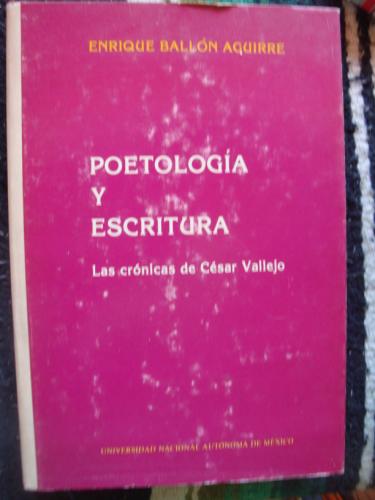 ENRIQUE BALLÓN AGUIRRE
POETOLOGÍA
Y
ESCRITURA
Las crónicas de César Vallejo
UNIVERSIDAD NACIONAL AUTÓNOMA DE MÉXICO